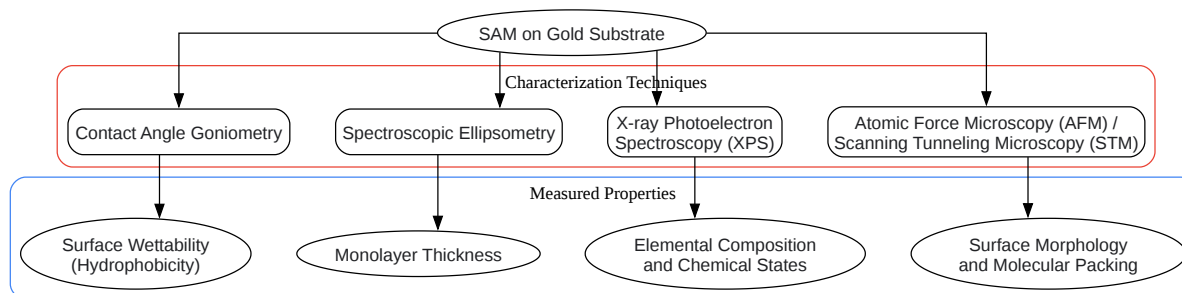 SAM on Gold Substrate
Characterization Techniques
Contact Angle Goniometry
Spectroscopic Ellipsometry
X-ray Photoelectron
Spectroscopy (XPS)
Atomic Force Microscopy (AFM) /
Scanning Tunneling Microscopy (STM)
Measured Properties
Surface Wettability
(Hydrophobicity)
Monolayer Thickness
Elemental Composition
and Chemical States
Surface Morphology
and Molecular Packing